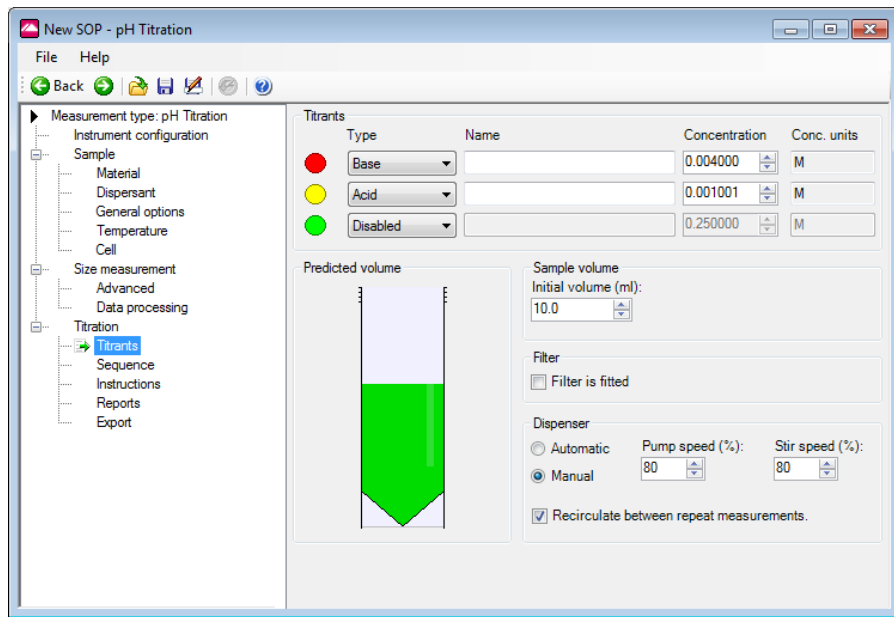 New SOP - pH Titration
File Help
Back
Measurement type: pH Titration
Instrument configuration
Sample
Material
Dispersant
General options
Temperature
Cell
Size measurement
Advanced
Data processing
Titration
Titrants
Sequence
Instructions
Reports
Export
Titrants
Type Name Concentration Conc. units
Base 0.004000 M
Acid 0.001001 M
Disabled 0.250000 M
Predicted volume
Sample volume
Initial volume (ml):
10.0
Filter
Filter is fitted
Dispenser
Automatic Pump speed (%): Stir speed (%):
Manual 80 80
Recirculate between repeat measurements.